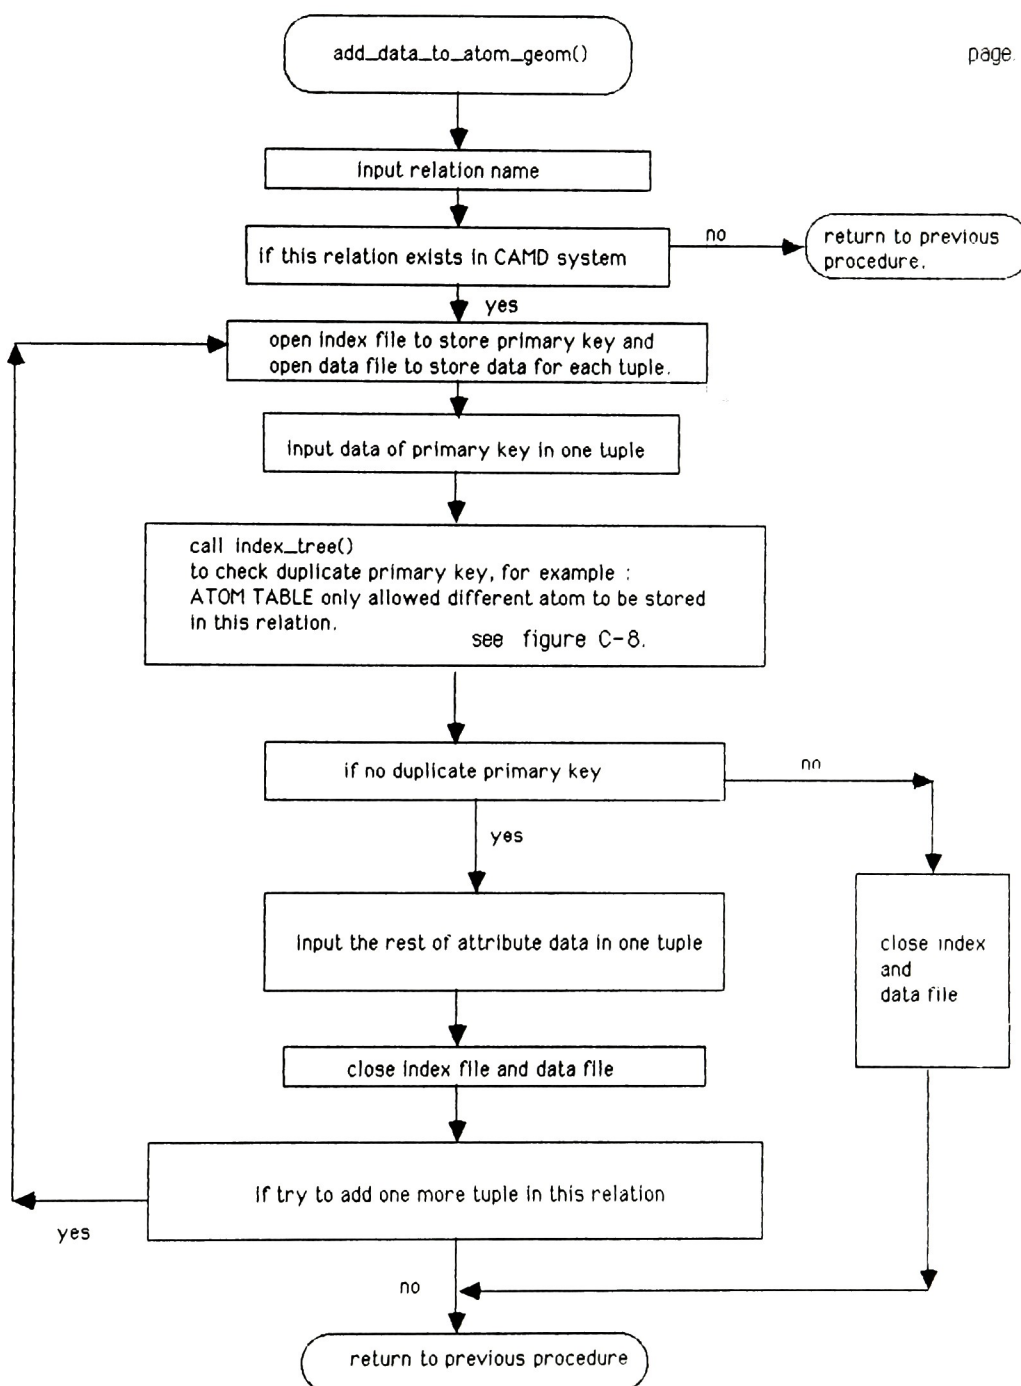 add_data_to_atom_geom()
page.
input relation name
if this relation exists in CAMD system
no
return to previous
procedure.
yes
open index file to store primary key and
open data file to store data for each tuple.
input data of primary key in one tuple
call index_tree()
to check duplicate primary key, for example :
ATOM TABLE only allowed different atom to be stored
in this relation.
see figure C-8.
if no duplicate primary key
no
yes
input the rest of attribute data in one tuple
close index
and
data file
close index file and data file
if try to add one more tuple in this relation
yes
no
return to previous procedure